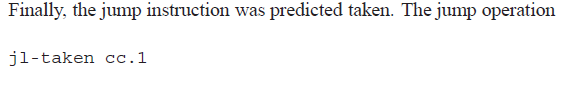 Finally, the jump instruction was predicted taken. The jump operation
jl-taken cc.1